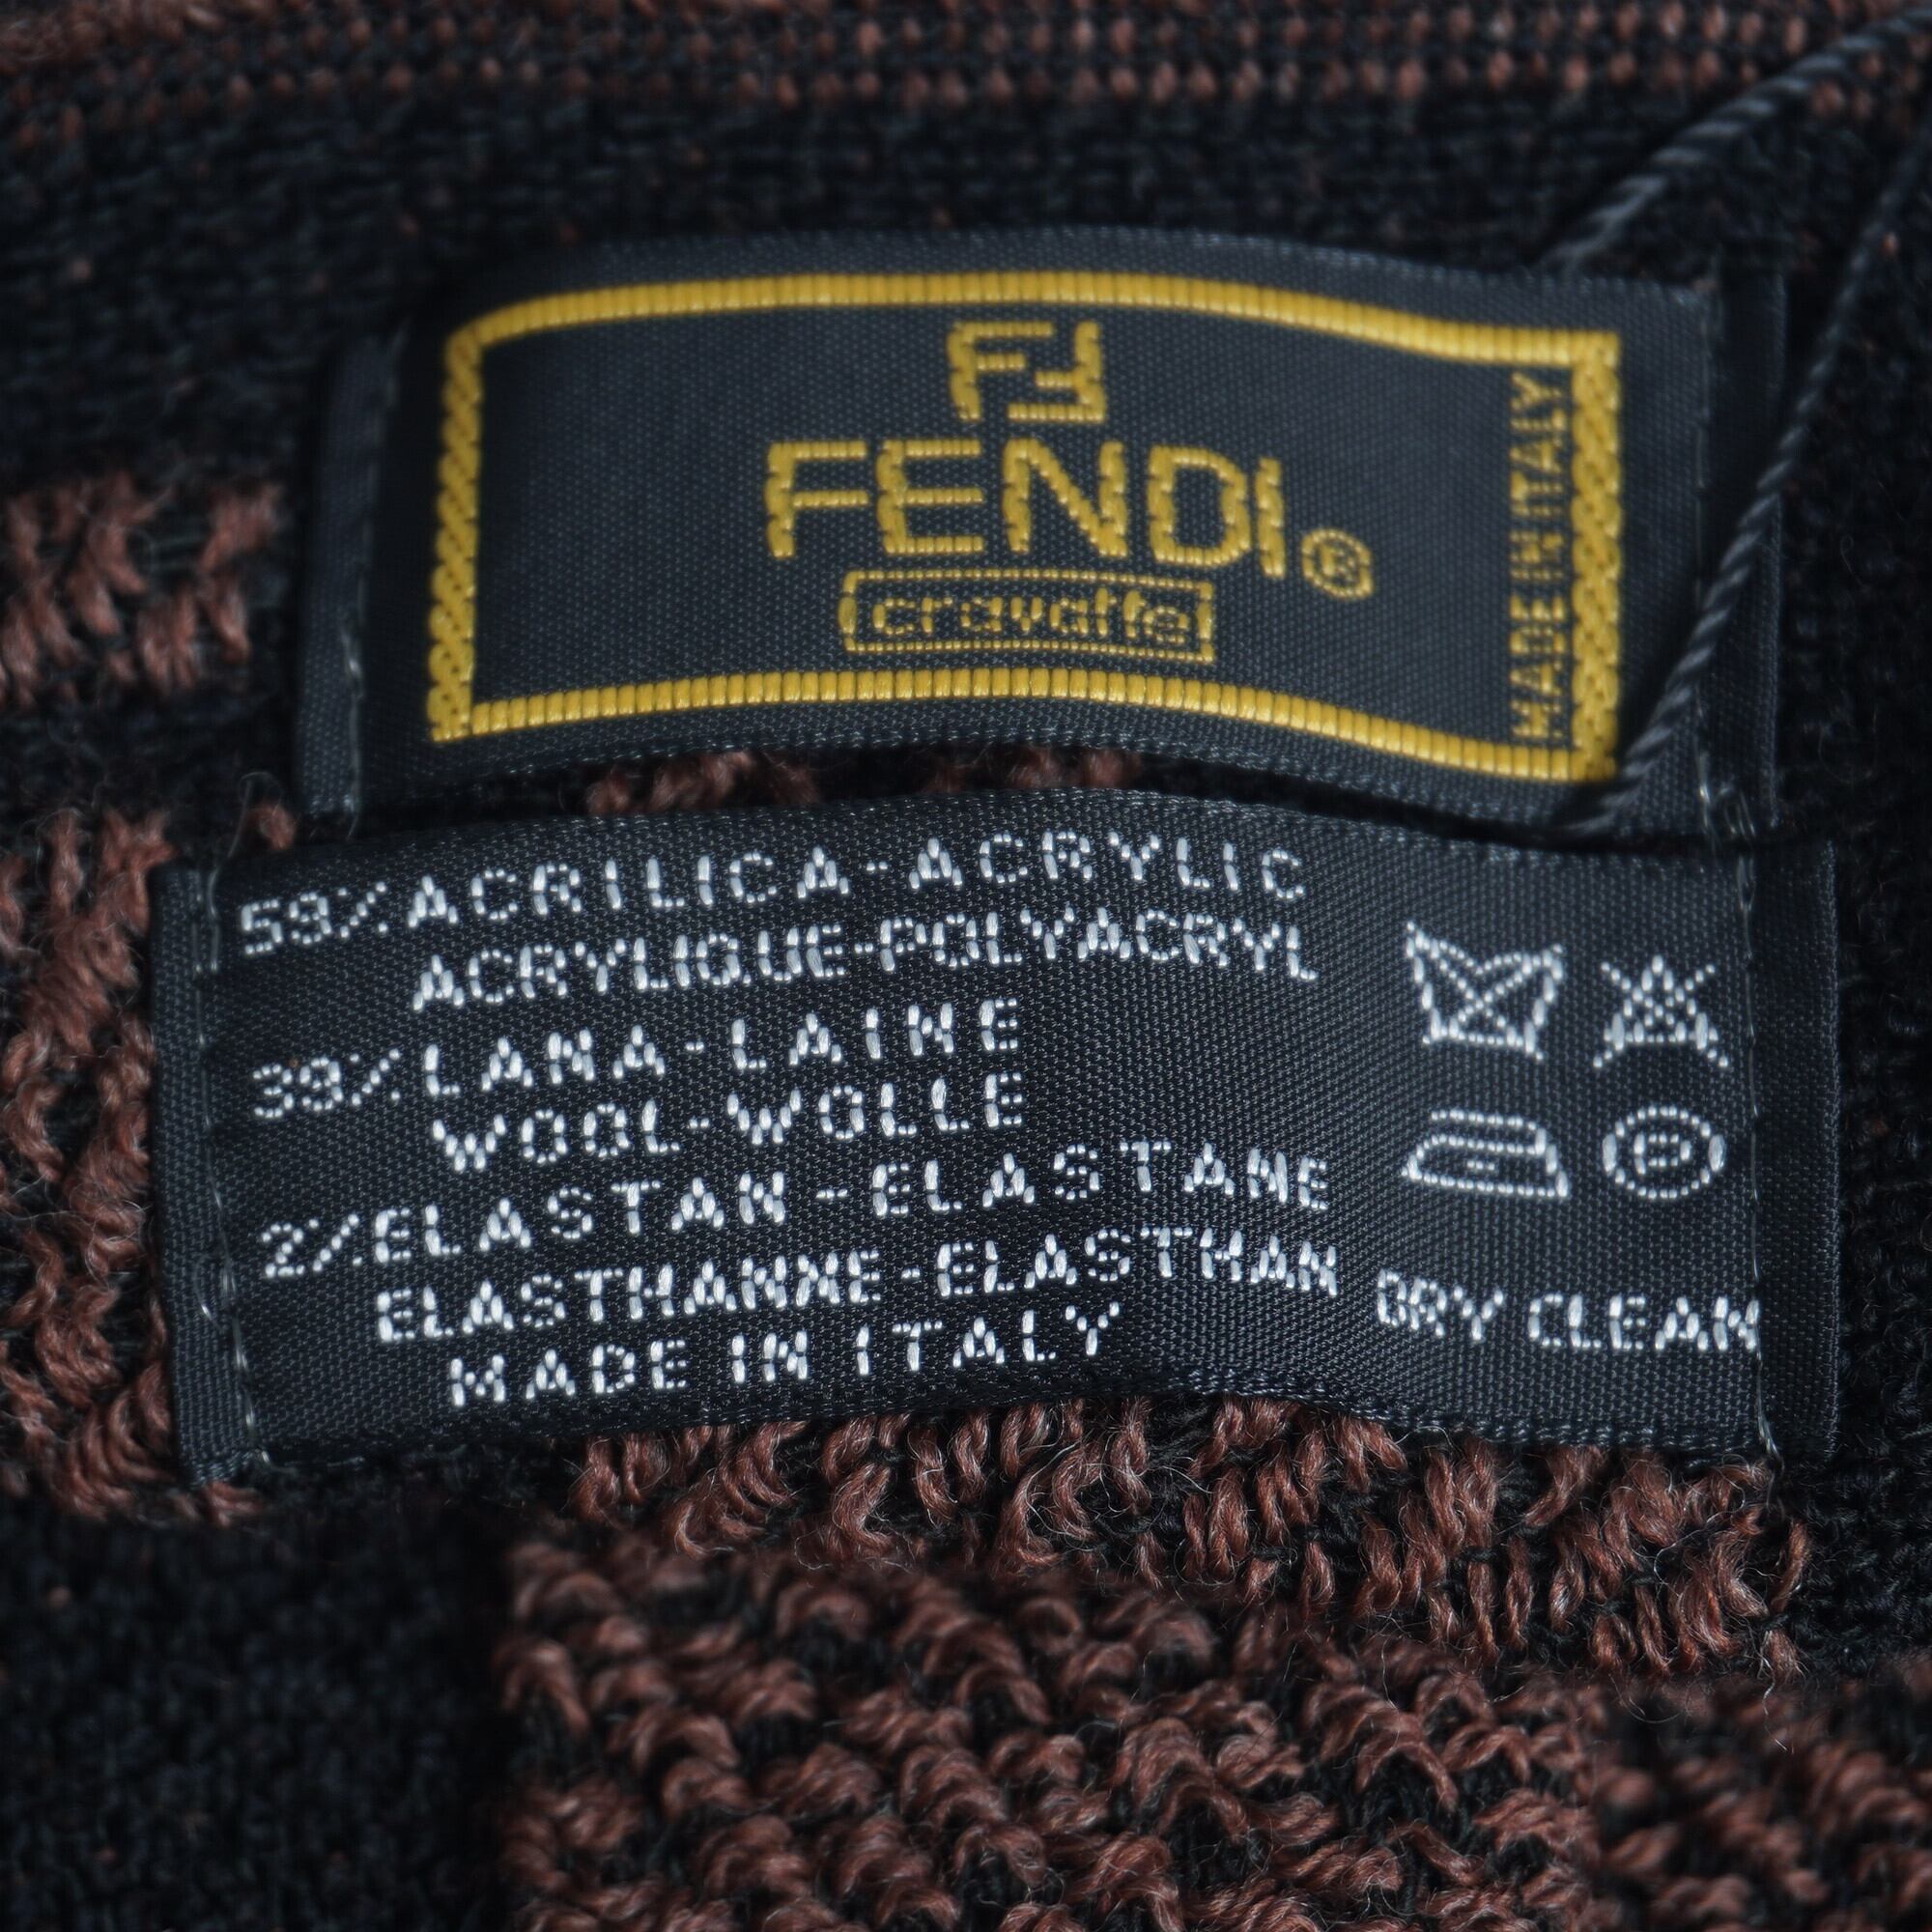 FF
FENDI®
cravatte
MADE IN ITALY
59% ACRILICA-ACRYLIC
ACRYLIQUE-POLYACRYL
39% LANA-LAINE
WOOL-WOLLE
2% ELASTAN-ELASTANE
ELASTHANNE-ELASTHAN
MADE IN ITALY
P
DRY CLEAN